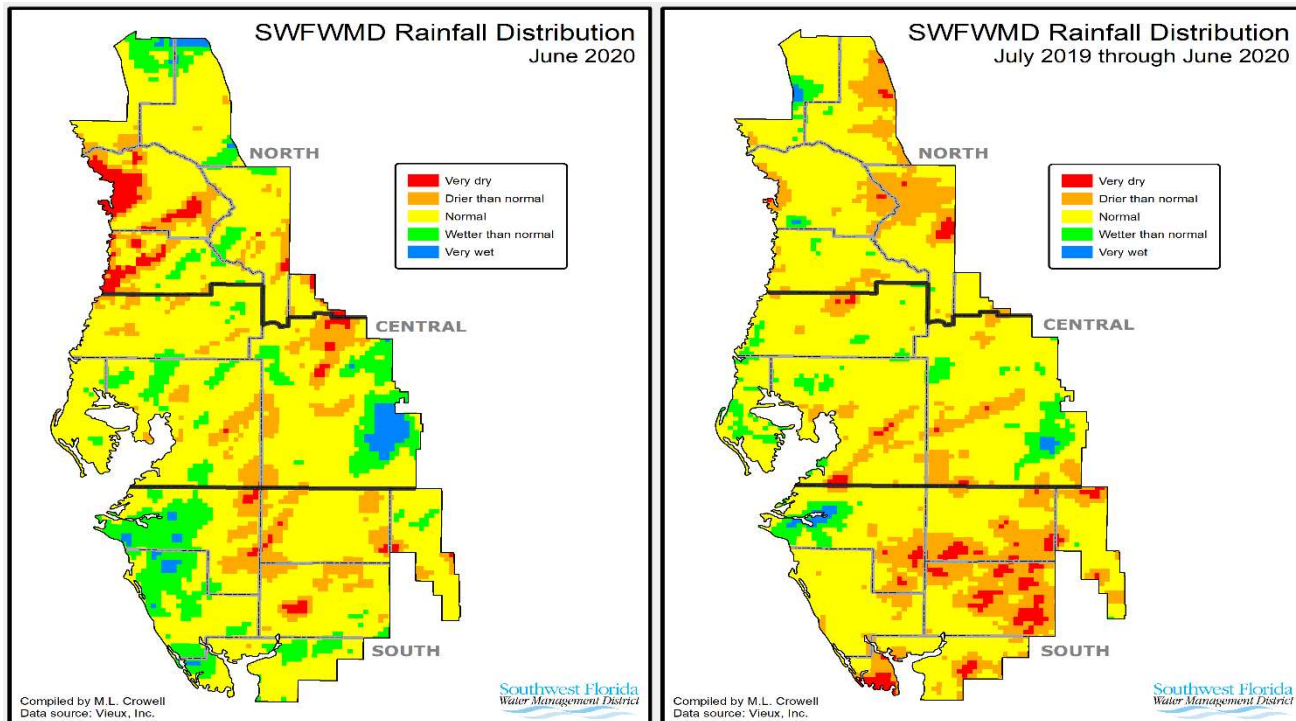 SWFWMD Rainfall Distribution
June 2020
NORTH
Very dry
Drier than normal
Normal
Wetter than normal
Very wet
CENTRAL
SOUTH
Compiled by M.L. Crowell
Data source: Vieux, Inc.
Southwest Florida
Water Management District
SWFWMD Rainfall Distribution
July 2019 through June 2020
NORTH
Very dry
Drier than normal
Normal
Wetter than normal
Very wet
CENTRAL
SOUTH
Compiled by M.L. Crowell
Data source: Vieux, Inc.
Southwest Florida
Water Management District